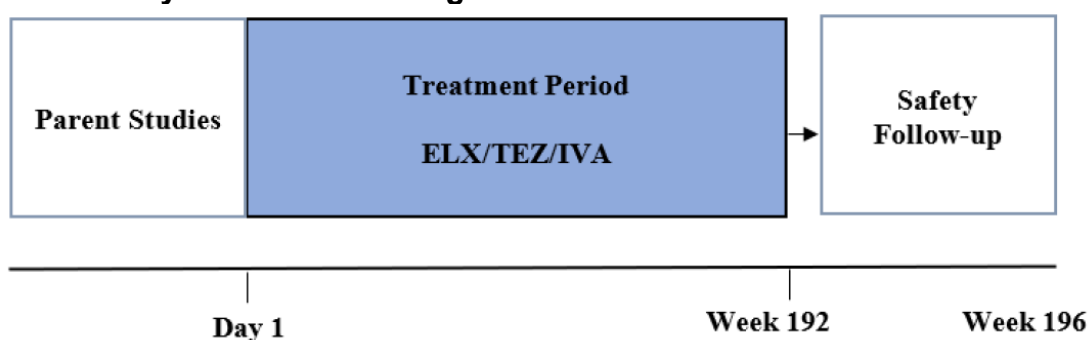 Parent Studies
Treatment Period
ELX/TEZ/IVA
Safety
Follow-up
Day 1
Week 192
Week 196